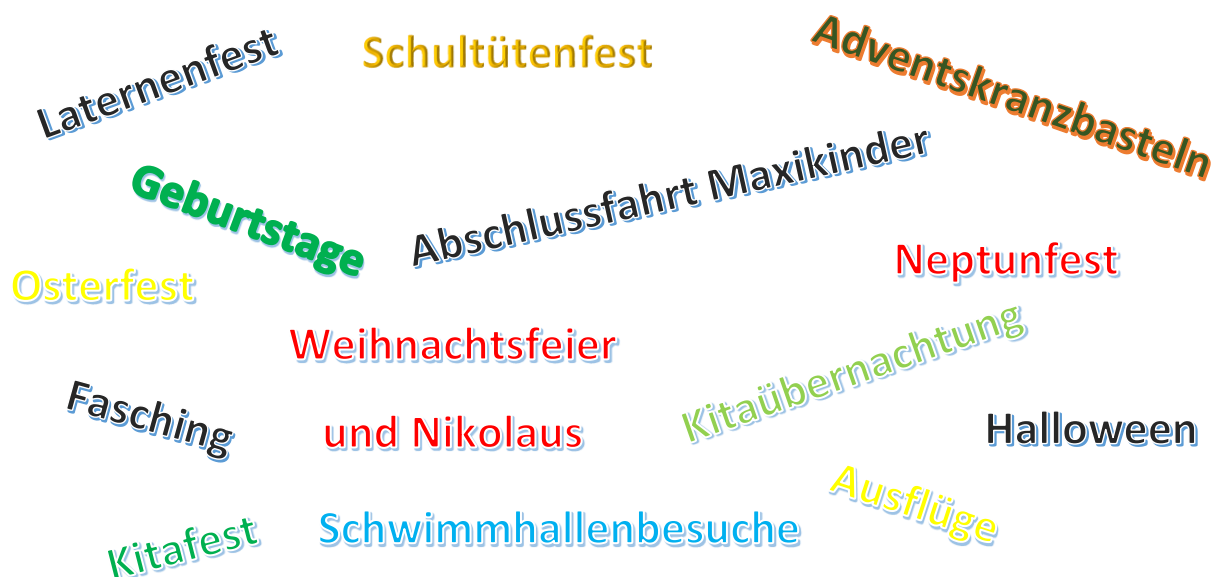 Laternenfest
Schultütenfest
Adventskranzbasteln
Geburtstage
Abschlussfahrt Maxikinder
Osterfest
Neptunfest
Weihnachtsfeier
und Nikolaus
Kitaübernachtung
Fasching
Halloween
Ausflüge
Kitafest
Schwimmhallenbesuche